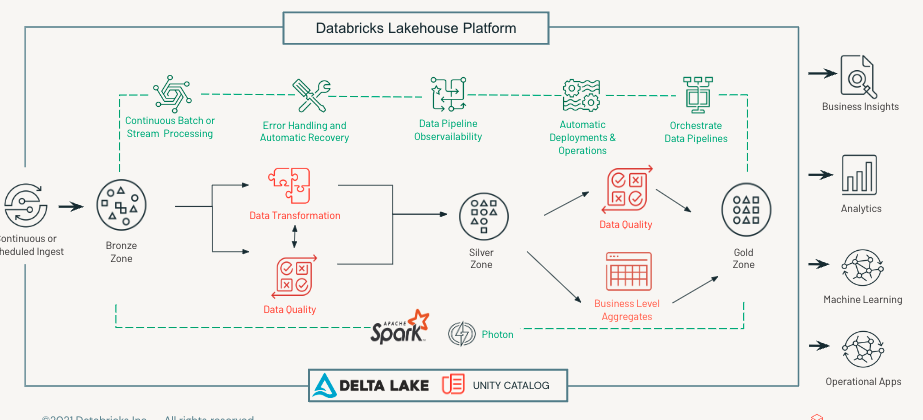 Databricks Lakehouse Platform
Continuous Batch or
Stream Processing
Error Handling and
Automatic Recovery
Data Pipeline
Observailability
Automatic
Deployments &
Operations
Orchestrate
Data Pipelines
Business Insights
Analytics
Machine Learning
Operational Apps
ontinuous or
heduled Ingest
Bronze
Zone
Data Transformation
Data Quality
Silver
Zone
Data Quality
Business Level
Aggregates
Gold
Zone
APACHE
Spark
Photon
DELTA LAKE
UNITY CATALOG
©2021 Databricks Inc. — All rights reserved